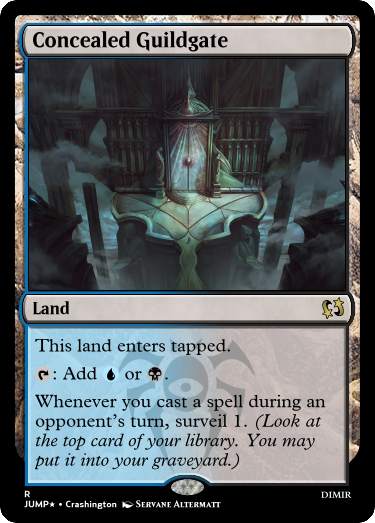 Concealed Guildgate
Land
This land enters tapped.
: Add or .
Whenever you cast a spell during an
opponent's turn, surveil 1. (Look at
the top card of your library. You may
put it into your graveyard.)
R
DIMIR
JUMP★ • Crashington Servane Altermatt